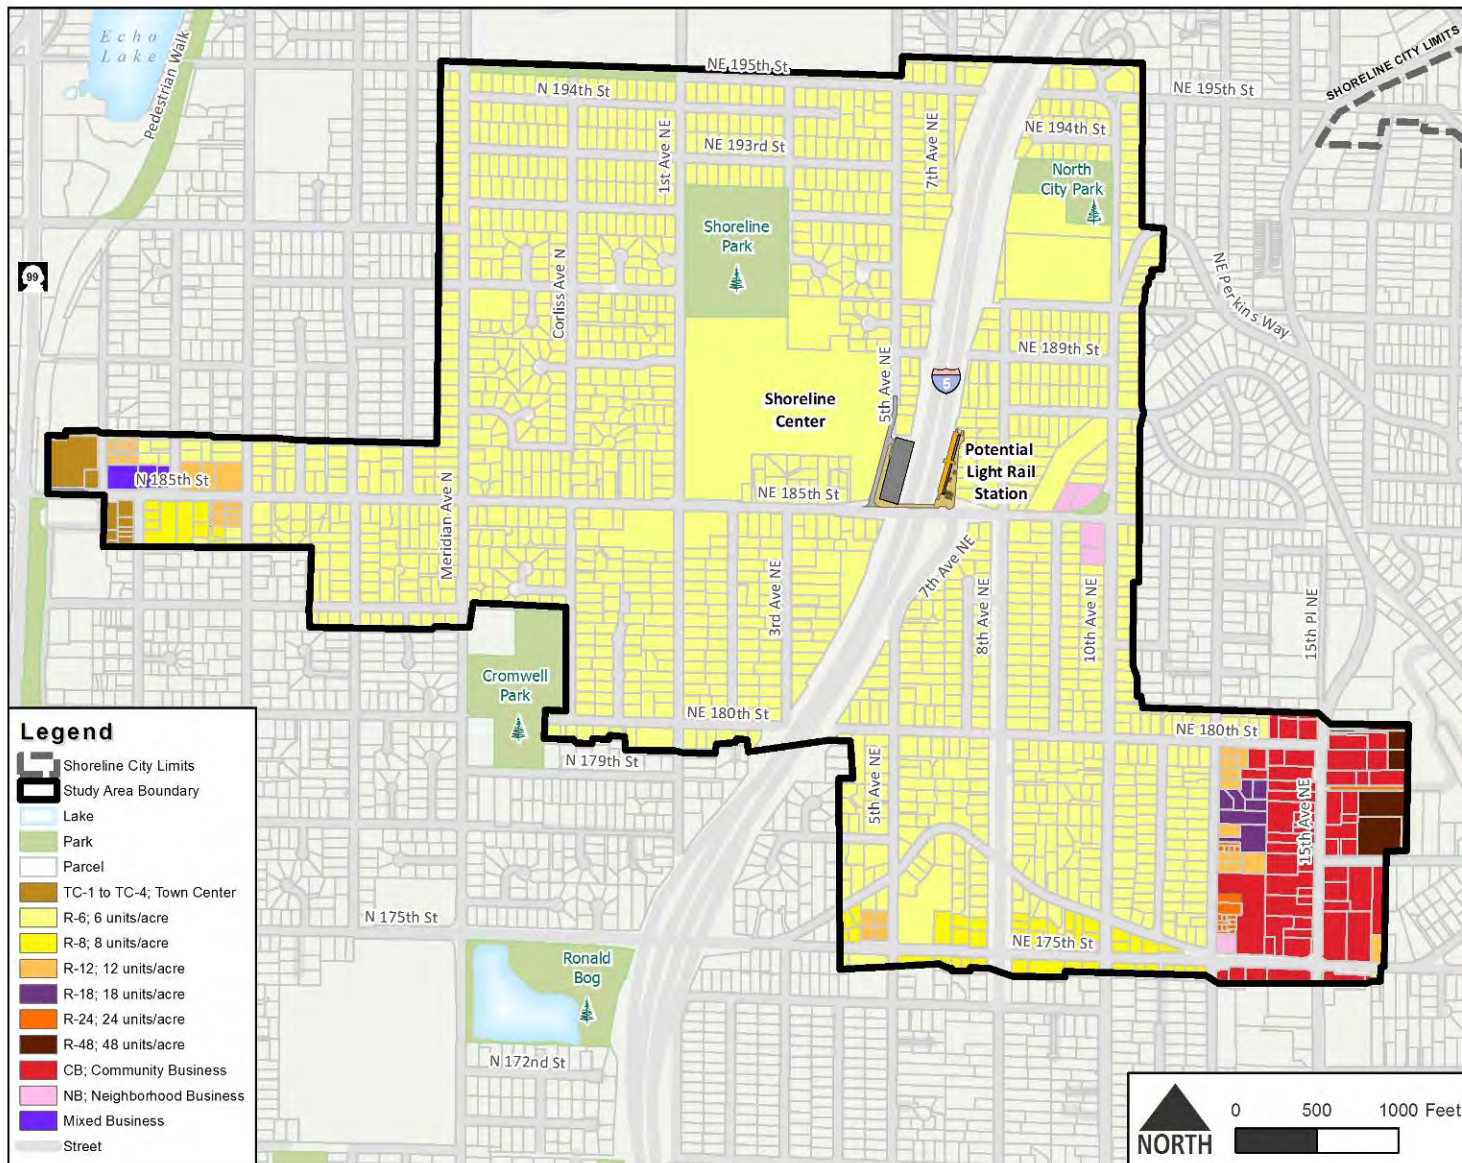 Echo
Lake
Pedestrian Walk
NE 195th St
SHORELINE CITY LIMITS
NE 195th St
N 194th St
7th Ave NE
NE 194th St
1st Ave NE
NE 193rd St
North
City Park
Shoreline
Park
99
Corliss Ave N
NE Perkins Way
NE 189th St
5th Ave NE
5
Shoreline
Center
Potential
Light Rail
Station
N 185th St
NE 185th St
Meridian Ave N
7th Ave NE
3rd Ave NE
8th Ave NE
10th Ave NE
15th Pl NE
Cromwell
Park
NE 180th St
NE 180th St
N 179th St
5th Ave NE
15th Ave NE
N 175th St
NE 175th St
Ronald
Bog
N 172nd St
Legend
Shoreline City Limits
Study Area Boundary
Lake
Park
Parcel
TC-1 to TC-4; Town Center
R-6; 6 units/acre
R-8; 8 units/acre
R-12; 12 units/acre
R-18; 18 units/acre
R-24; 24 units/acre
R-48; 48 units/acre
CB; Community Business
NB; Neighborhood Business
Mixed Business
Street
NORTH
0 500 1000 Feet